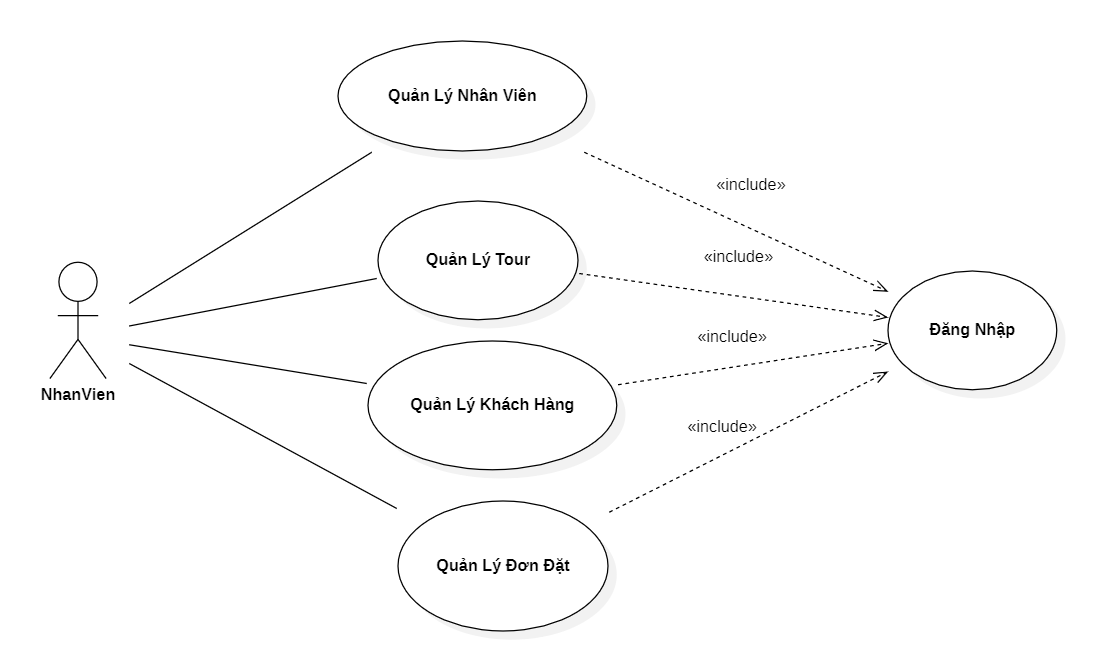 Quản Lý Nhân Viên
«include»
Quản Lý Tour
«include»
Đăng Nhập
«include»
NhanVien
Quản Lý Khách Hàng
«include»
Quản Lý Đơn Đặt